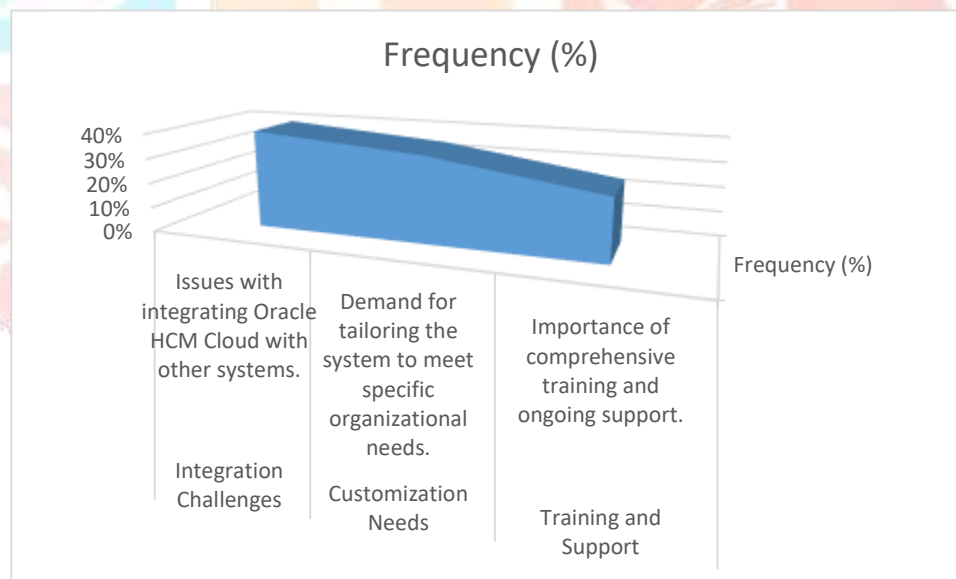 Frequency (%)
40%
30%
20%
10%
0%
Frequency (%)
Issues with
integrating Oracle
HCM Cloud with
other systems.
Demand for
tailoring the
system to meet
specific
organizational
needs.
Importance of
comprehensive
training and
ongoing support.
Integration
Challenges
Customization
Needs
Training and
Support